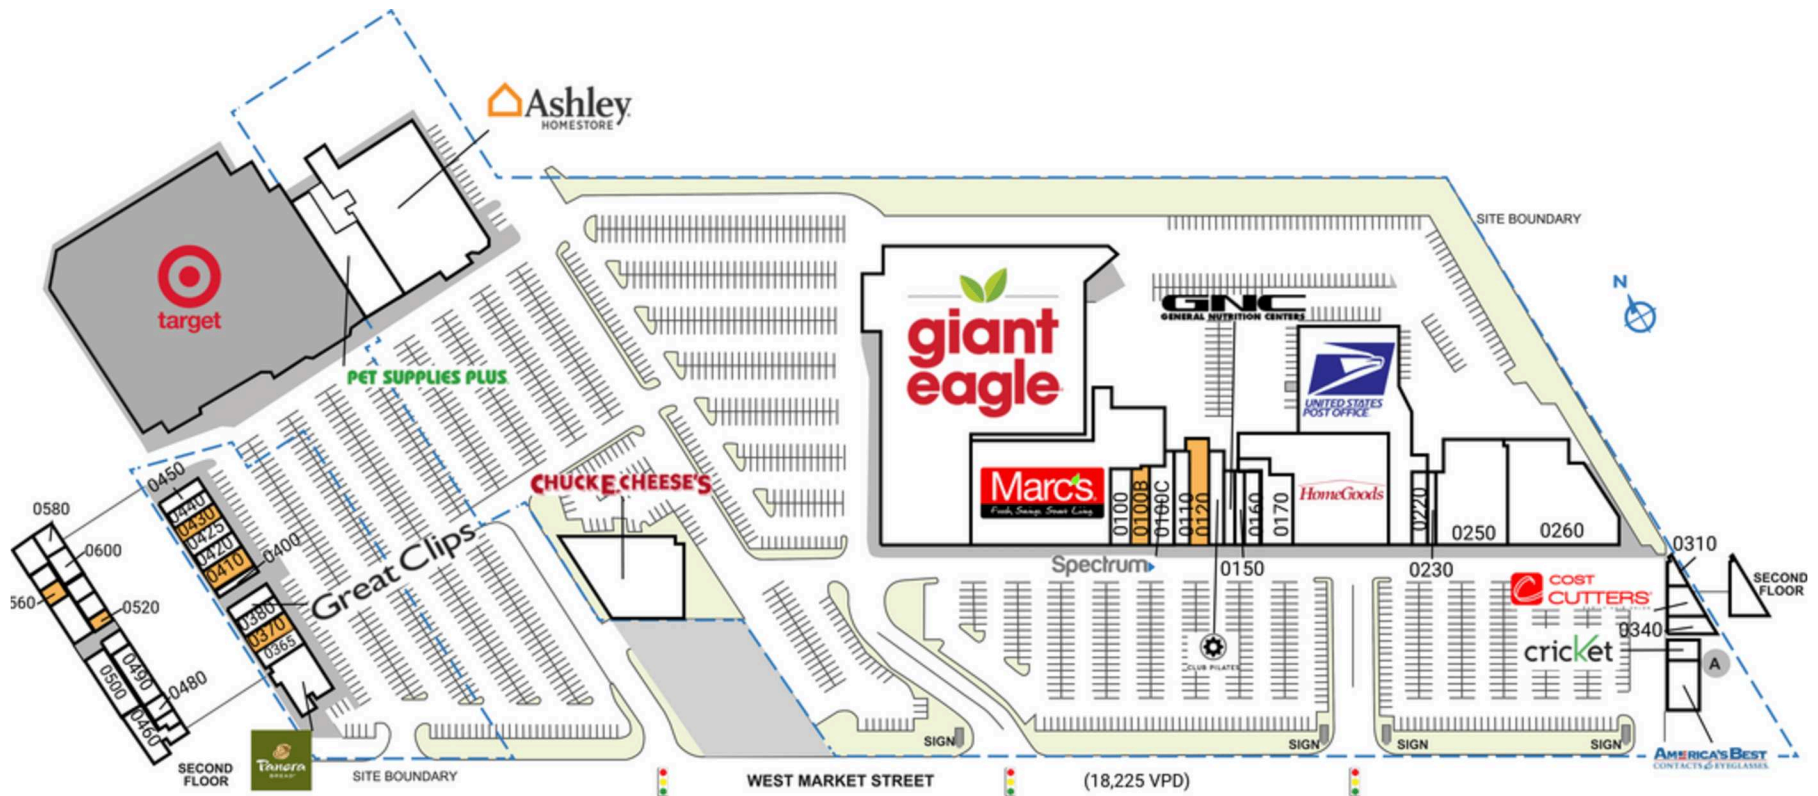 Ashley
HOMESTORE
SITE BOUNDARY
target
N
GNC
GENERAL NUTRITION CENTERS
giant
eagle
UNITED STATES
POST OFFICE
PET SUPPLIES PLUS
CHUCK E. CHEESE'S
Marc's
Food, Savings, Smart Living
HomeGoods
0100
0100B
0100C
0110
0120
0160
0170
0220
0250
0260
Spectrum
0150
0230
0310
COST
CUTTERS
SECOND
FLOOR
0340
cricket
A
CLUB PILATES
0450
0440
0430
0425
0420
0410
0400
0380
0370
0365
Great Clips
0580
0600
560
0520
0490
0500
0480
0460
SECOND
FLOOR
Panera
BREAD
SITE BOUNDARY
SIGN
SIGN
SIGN
SIGN
AMERICA'S BEST
CONTACTS & EYEGLASSES
WEST MARKET STREET
(18,225 VPD)